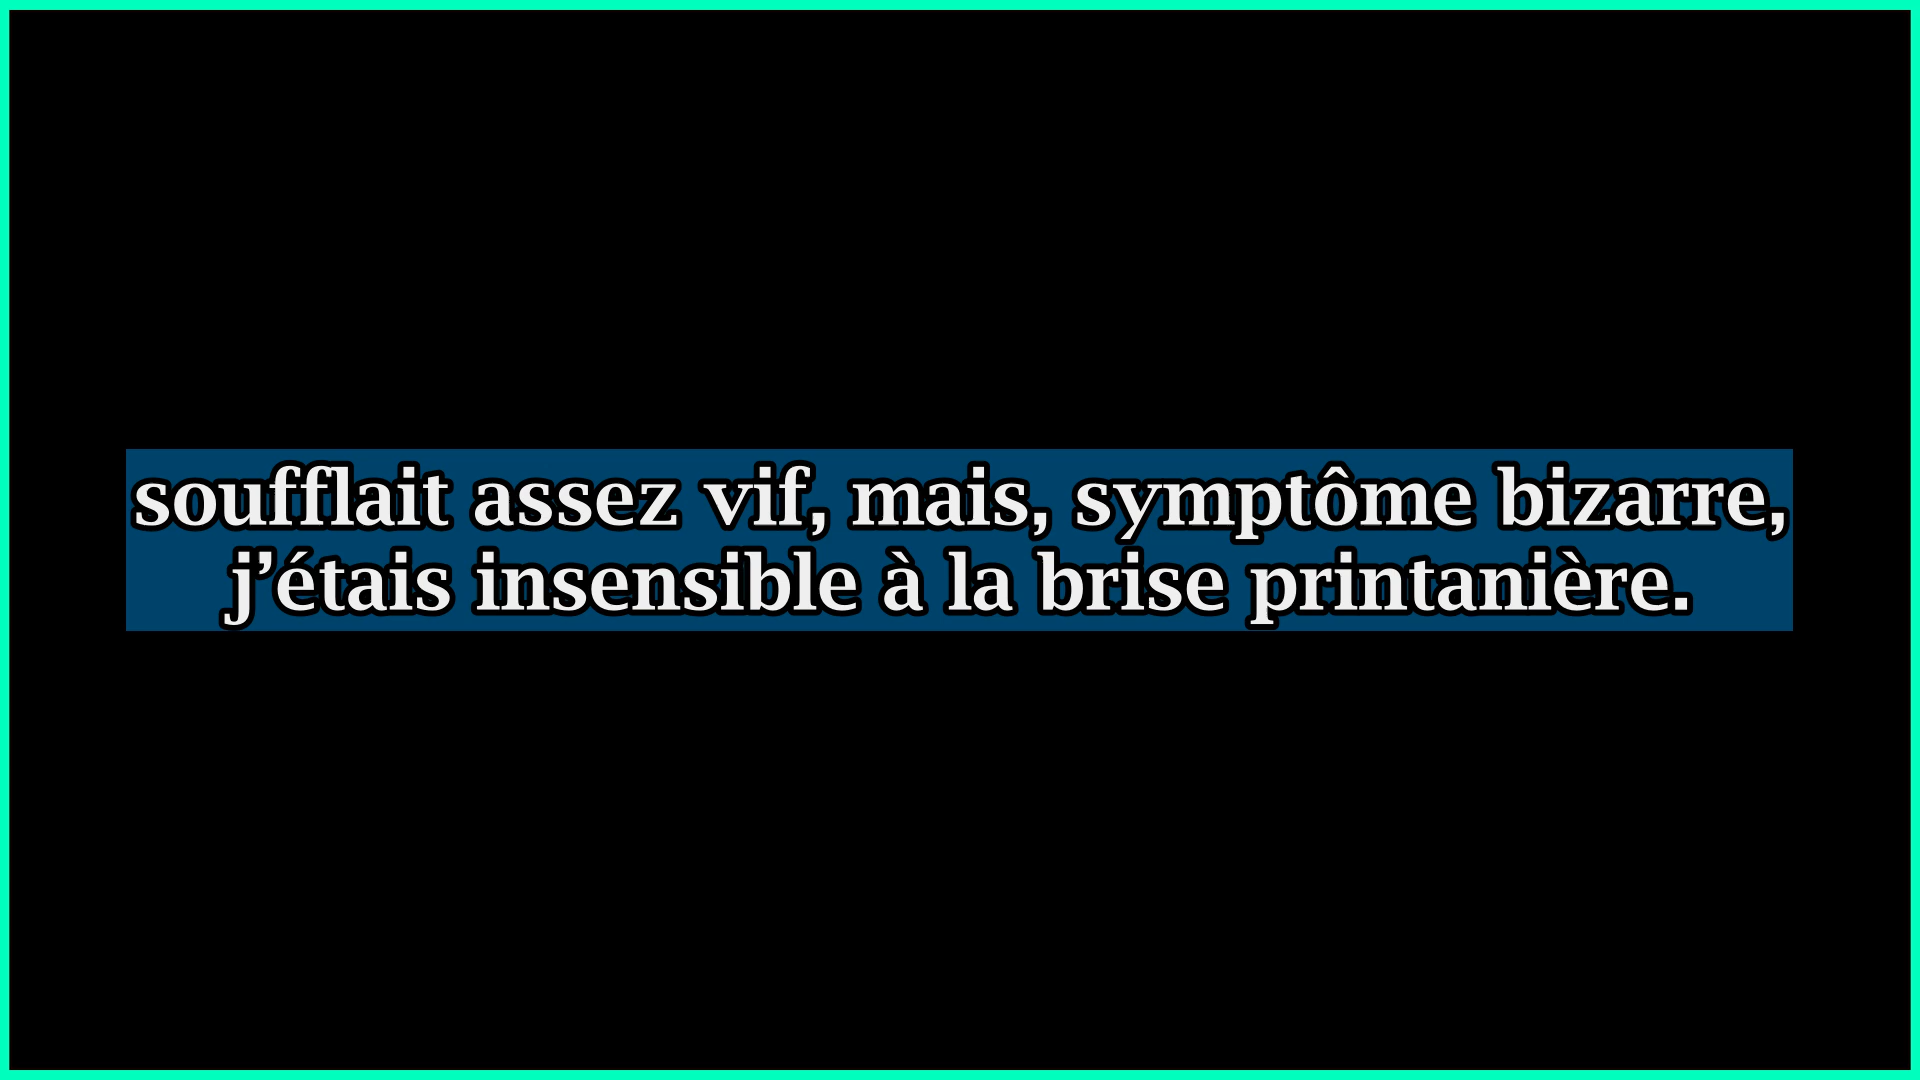 soufflait assez vif, mais, symptôme bizarre,
j’étais insensible à la brise printanière.